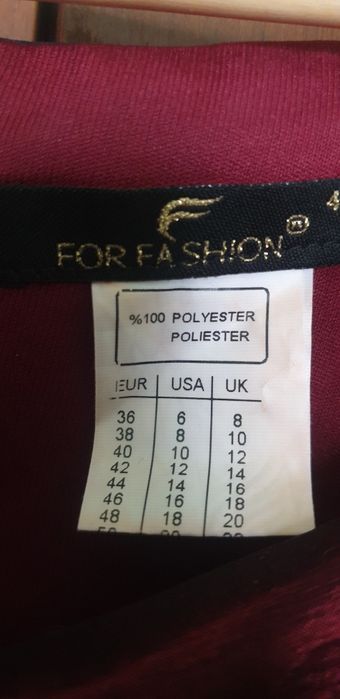 FOR FASHION
%100 POLYESTER
POLIESTER
EUR USA UK
36 6 8
38 8 10
40 10 12
42 12 14
44 14 16
46 16 18
48 18 20